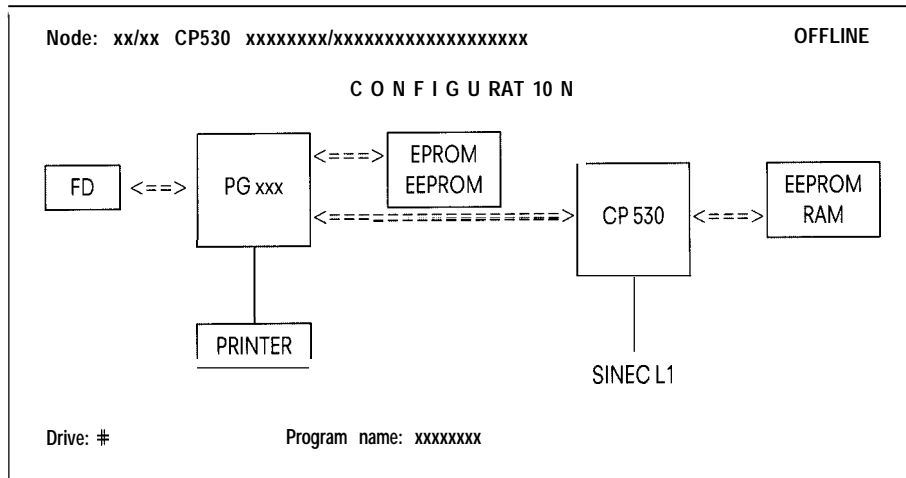 Node: xx/xx CP530 xxxxxxxx/xxxxxxxxxxxxxxxxxxx OFFLINE
C O N F I G U RAT 10 N
FD <==> PG xxx <===> EPROM
EEPROM
<=============> CP 530 <===> EEPROM
RAM
PRINTER
SINEC L1
Drive: # Program name: xxxxxxxx